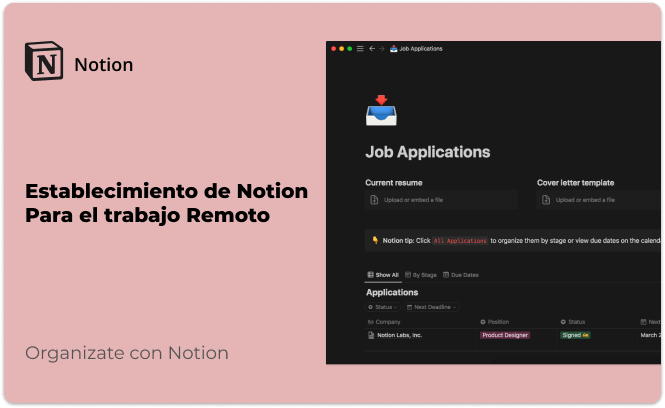 Notion
Establecimiento de Notion
Para el trabajo Remoto
Organizate con Notion
Job Applications
Job Applications
Current resume
Cover letter template
Upload or embed a file
Upload or embed a file
Notion tip: Click All Applications to organize them by stage or view due dates on the calend
Show All By Stage Due Dates
Applications
Status Next Deadline
Company Position Status Next
Notion Labs, Inc. Product Designer Signed March 2